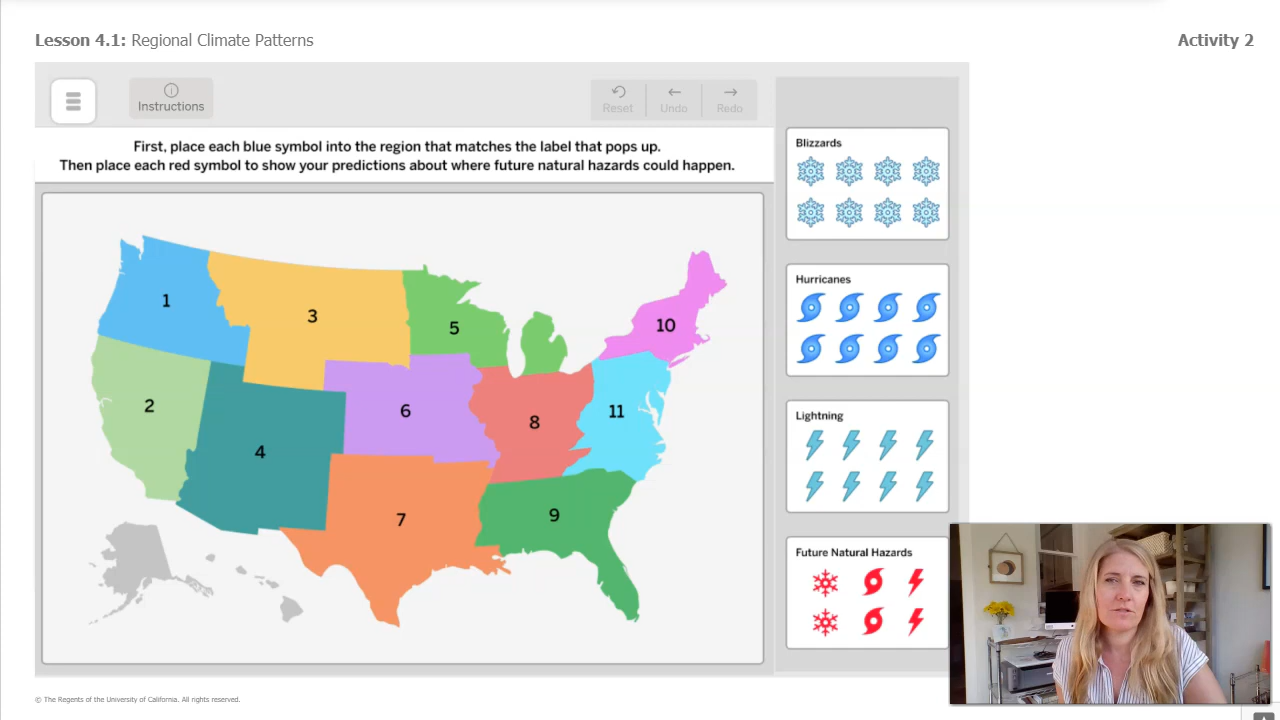 Lesson 4.1: Regional Climate Patterns
Activity 2
Instructions
Reset
Undo
Redo
First, place each blue symbol into the region that matches the label that pops up.
Then place each red symbol to show your predictions about where future natural hazards could happen.
1
2
3
4
5
6
7
8
9
10
11
Blizzards
Hurricanes
Lightning
Future Natural Hazards
© The Regents of the University of California. All rights reserved.